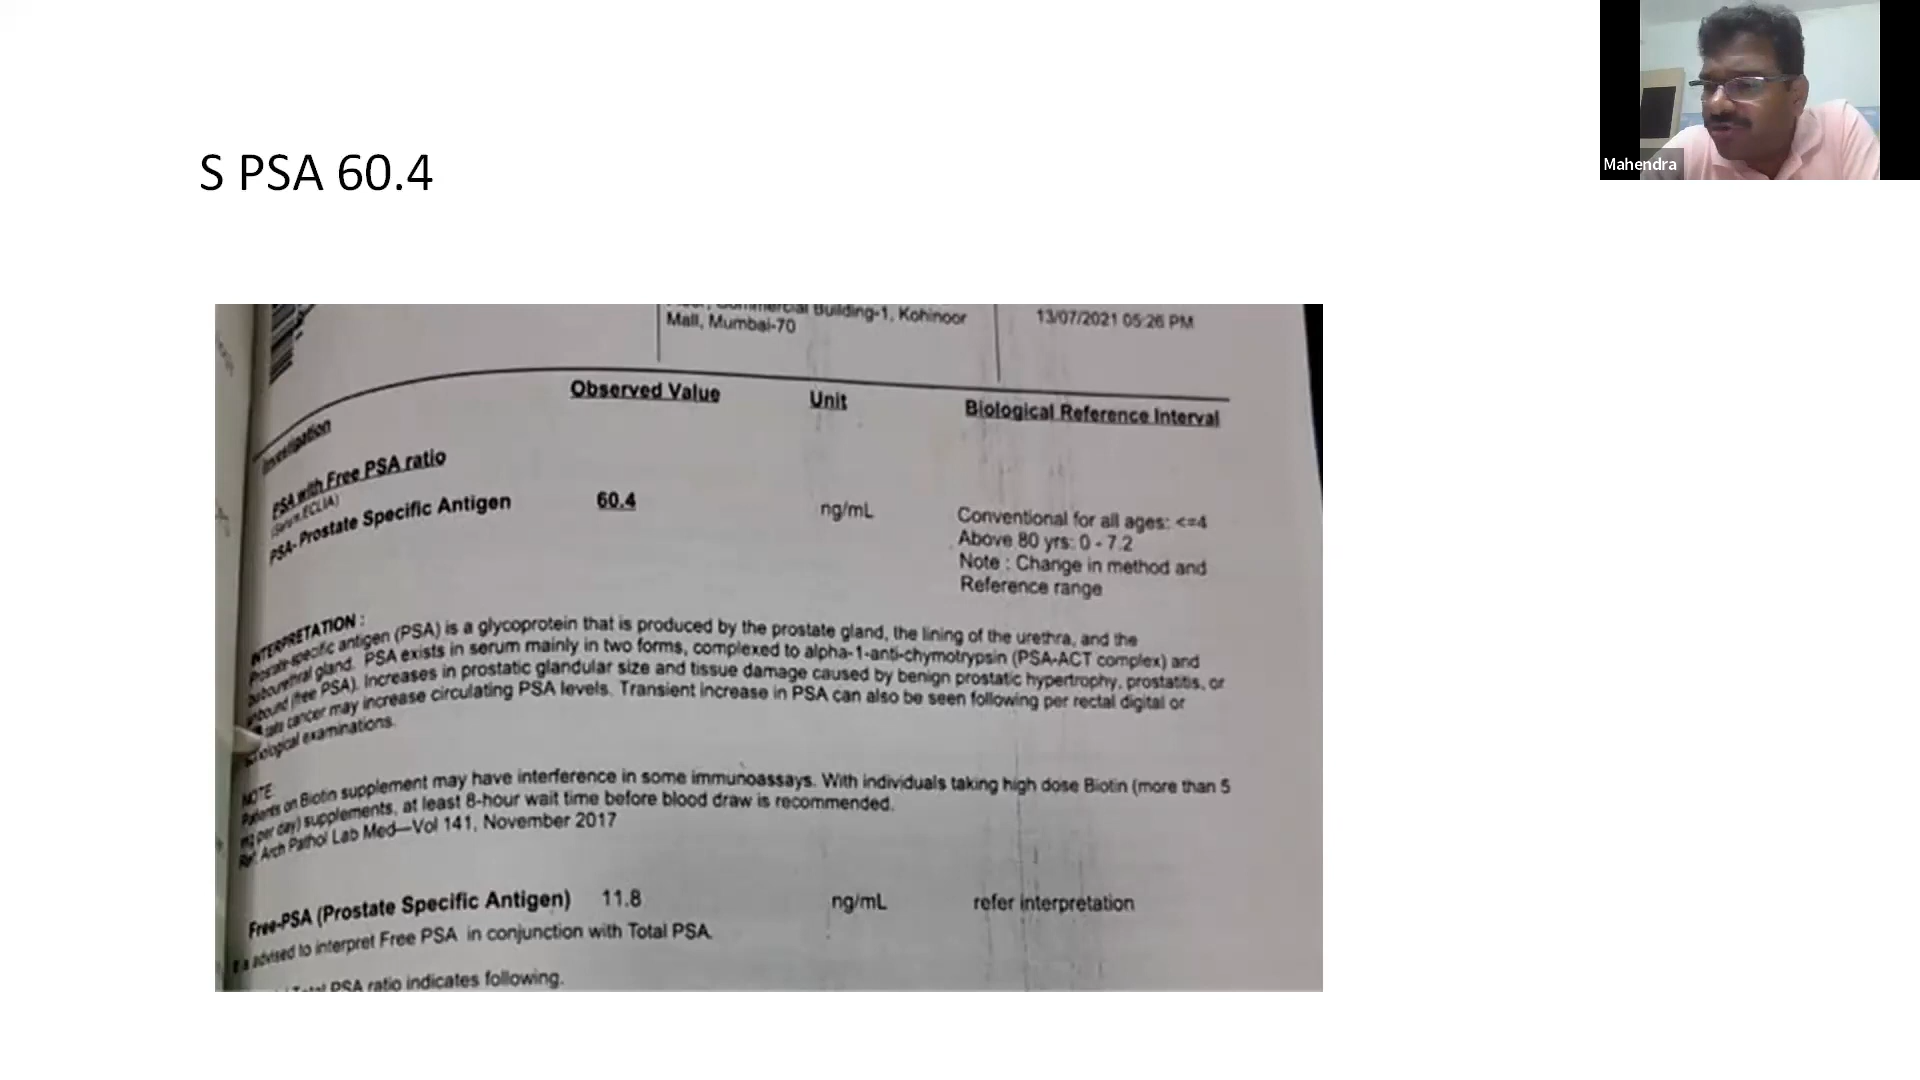 Mahendra
S PSA 60.4
Building-1, Kohinoor
Mall, Mumbai-70
13/07/2021 05:26 PM
Investigation
Observed Value
Unit
Biological Reference Interval
PSA with Free PSA ratio
(Serum,ECLIA)
PSA- Prostate Specific Antigen
60.4
ng/mL
Conventional for all ages: <=4
Above 80 yrs: 0 - 7.2
Note : Change in method and
Reference range
INTERPRETATION :
Prostate-specific antigen (PSA) is a glycoprotein that is produced by the prostate gland, the lining of the urethra, and the
bulbourethral gland. PSA exists in serum mainly in two forms, complexed to alpha-1-anti-chymotrypsin (PSA-ACT complex) and
unbound (free PSA). Increases in prostatic glandular size and tissue damage caused by benign prostatic hypertrophy, prostatitis, or
cancer may increase circulating PSA levels. Transient increase in PSA can also be seen following per rectal digital or
examinations.
NOTE:
Patients on Biotin supplement may have interference in some immunoassays. With individuals taking high dose Biotin (more than 5
mg per day) supplements, at least 8-hour wait time before blood draw is recommended.
Ref: Arch Pathol Lab Med—Vol 141, November 2017
Free-PSA (Prostate Specific Antigen)
11.8
ng/mL
refer interpretation
advised to interpret Free PSA in conjunction with Total PSA.
PSA ratio indicates following.